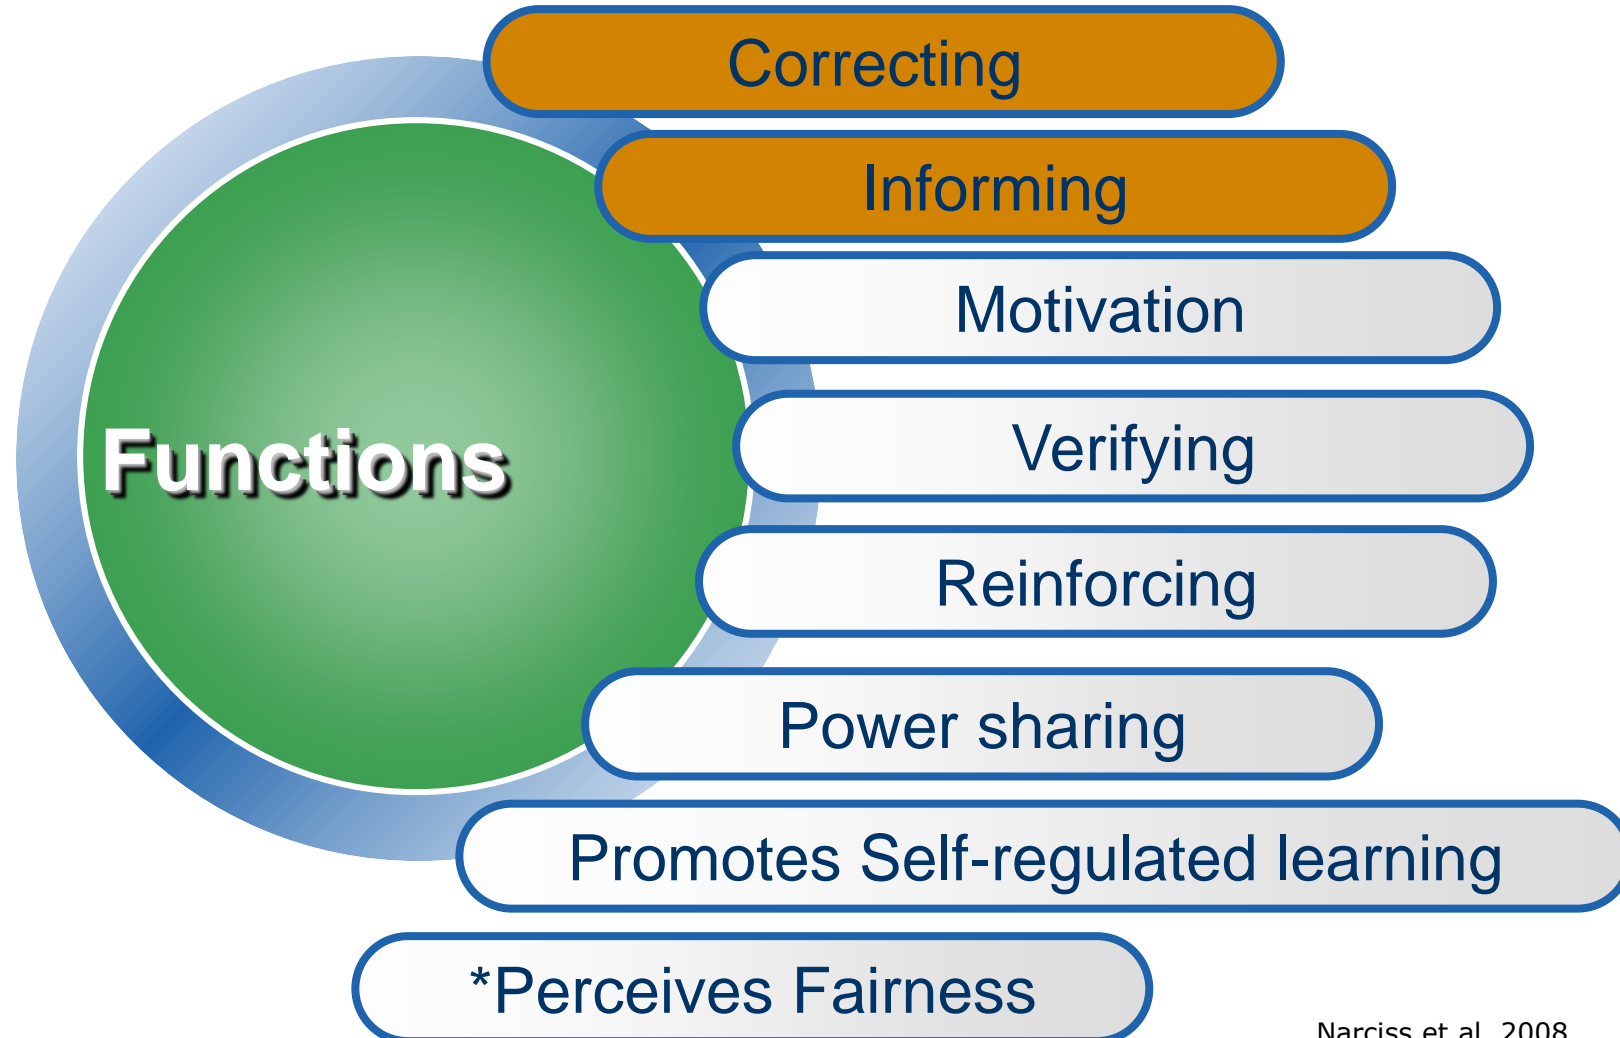 Correcting
Informing
Motivation
Verifying
Functions
Reinforcing
Power sharing
Promotes Self-regulated learning
*Perceives Fairness
Narciss et al, 2008